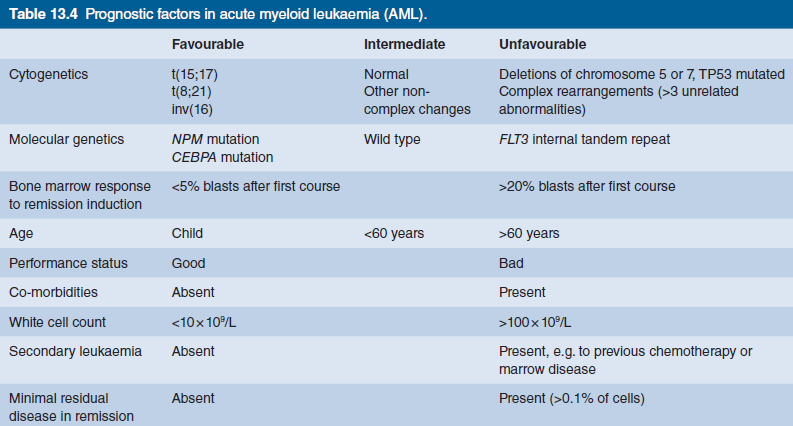 Table 13.4 Prognostic factors in acute myeloid leukaemia (AML).
Favourable Intermediate Unfavourable
Cytogenetics t(15;17) Normal Deletions of chromosome 5 or 7, TP53 mutated
t(8;21) Other non- Complex rearrangements (>3 unrelated
inv(16) complex changes abnormalities)
Molecular genetics NPM mutation Wild type FLT3 internal tandem repeat
CEBPA mutation
Bone marrow response <5% blasts after first course >20% blasts after first course
to remission induction
Age Child <60 years >60 years
Performance status Good Bad
Co-morbidities Absent Present
White cell count <10×10⁹/L >100×10⁹/L
Secondary leukaemia Absent Present, e.g. to previous chemotherapy or
marrow disease
Minimal residual Absent Present (>0.1% of cells)
disease in remission